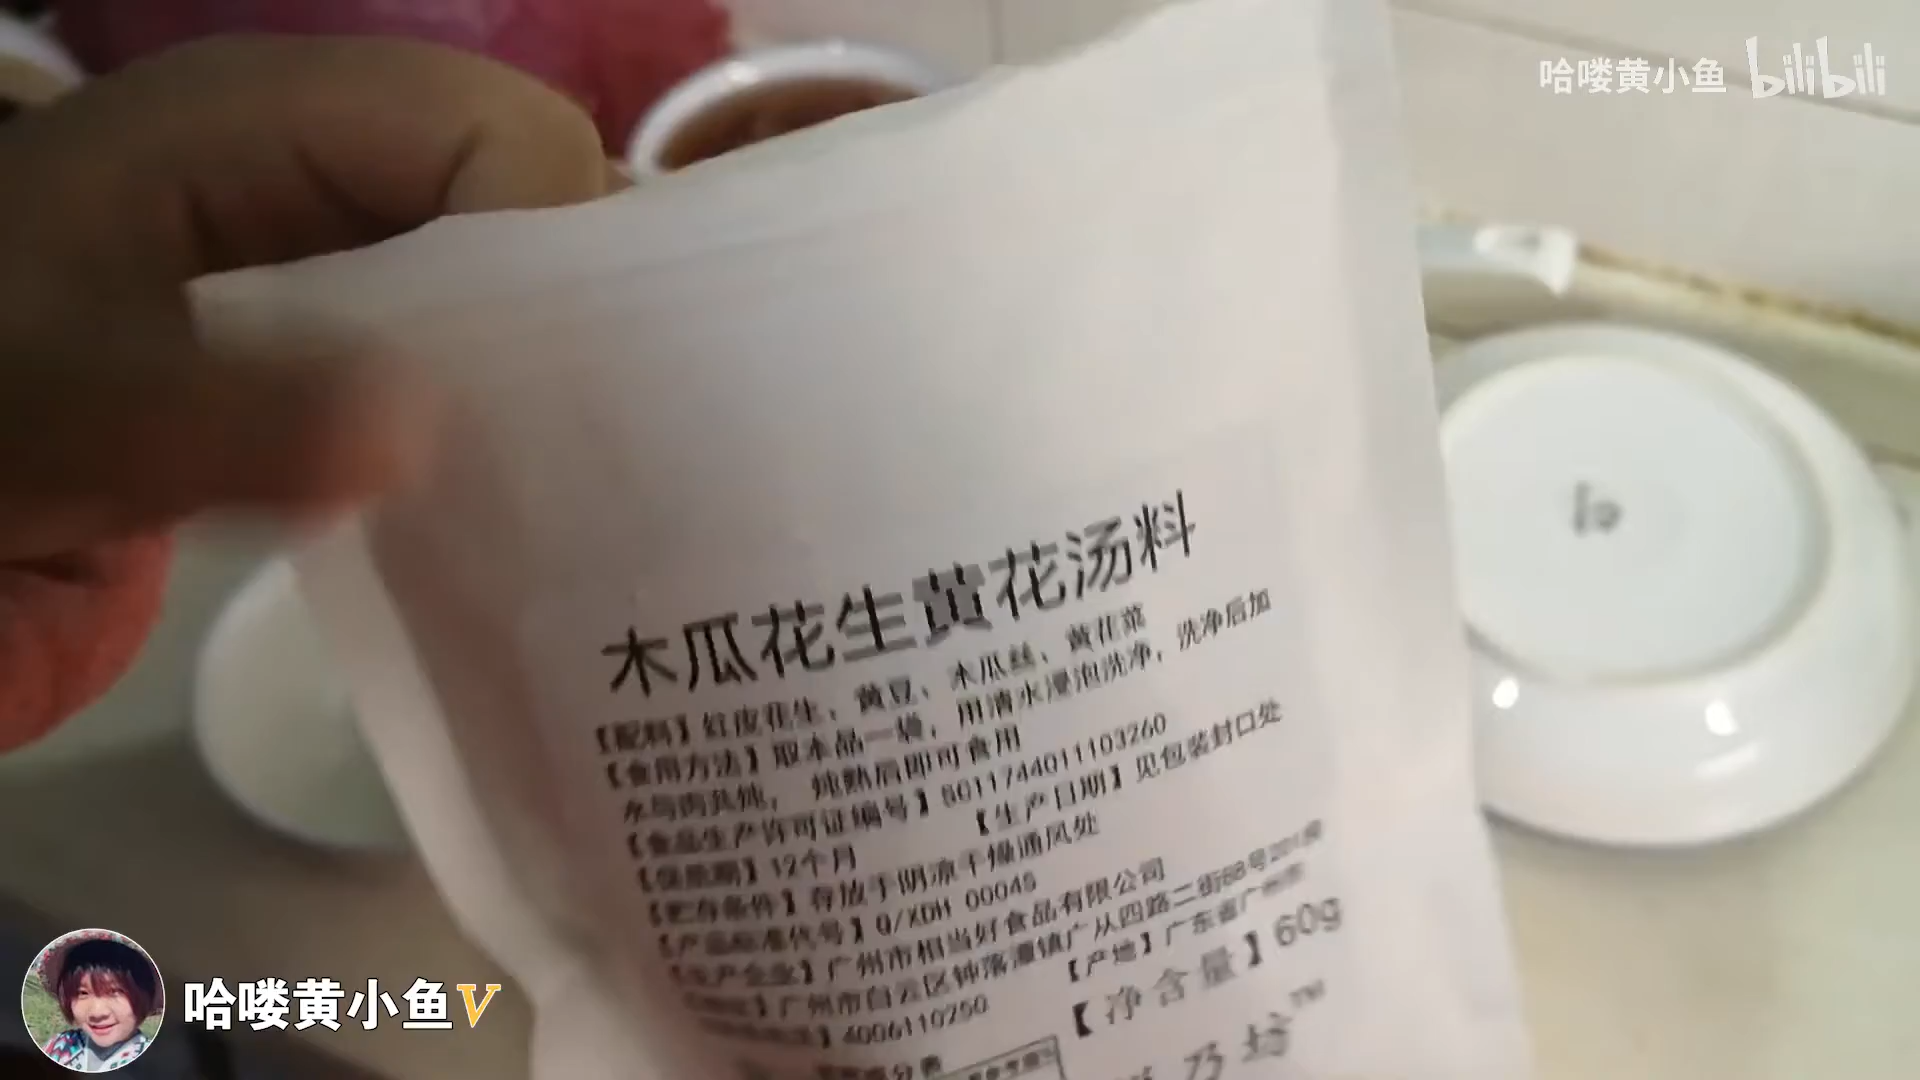 哈喽黄小鱼 bilibili
木瓜花生黄花汤料
【配料】红皮花生、黄豆、木瓜丝、黄花菜
【食用方法】取本品一袋，用清水浸泡洗净，洗净后加
水与肉共炖，炖熟后即可食用
【食品生产许可证编号】SC11744011103260
【保质期】12个月 【生产日期】见包装封口处
【贮存条件】存放于阴凉干燥通风处
【产品标准代号】Q/XDH 0004S
【生产企业】广州市相当好食品有限公司
广州市白云区钟落潭镇广从四路二街68号201房
4006110250 【产地】广东省广州市
【净含量】60g
乃坊™
哈喽黄小鱼V